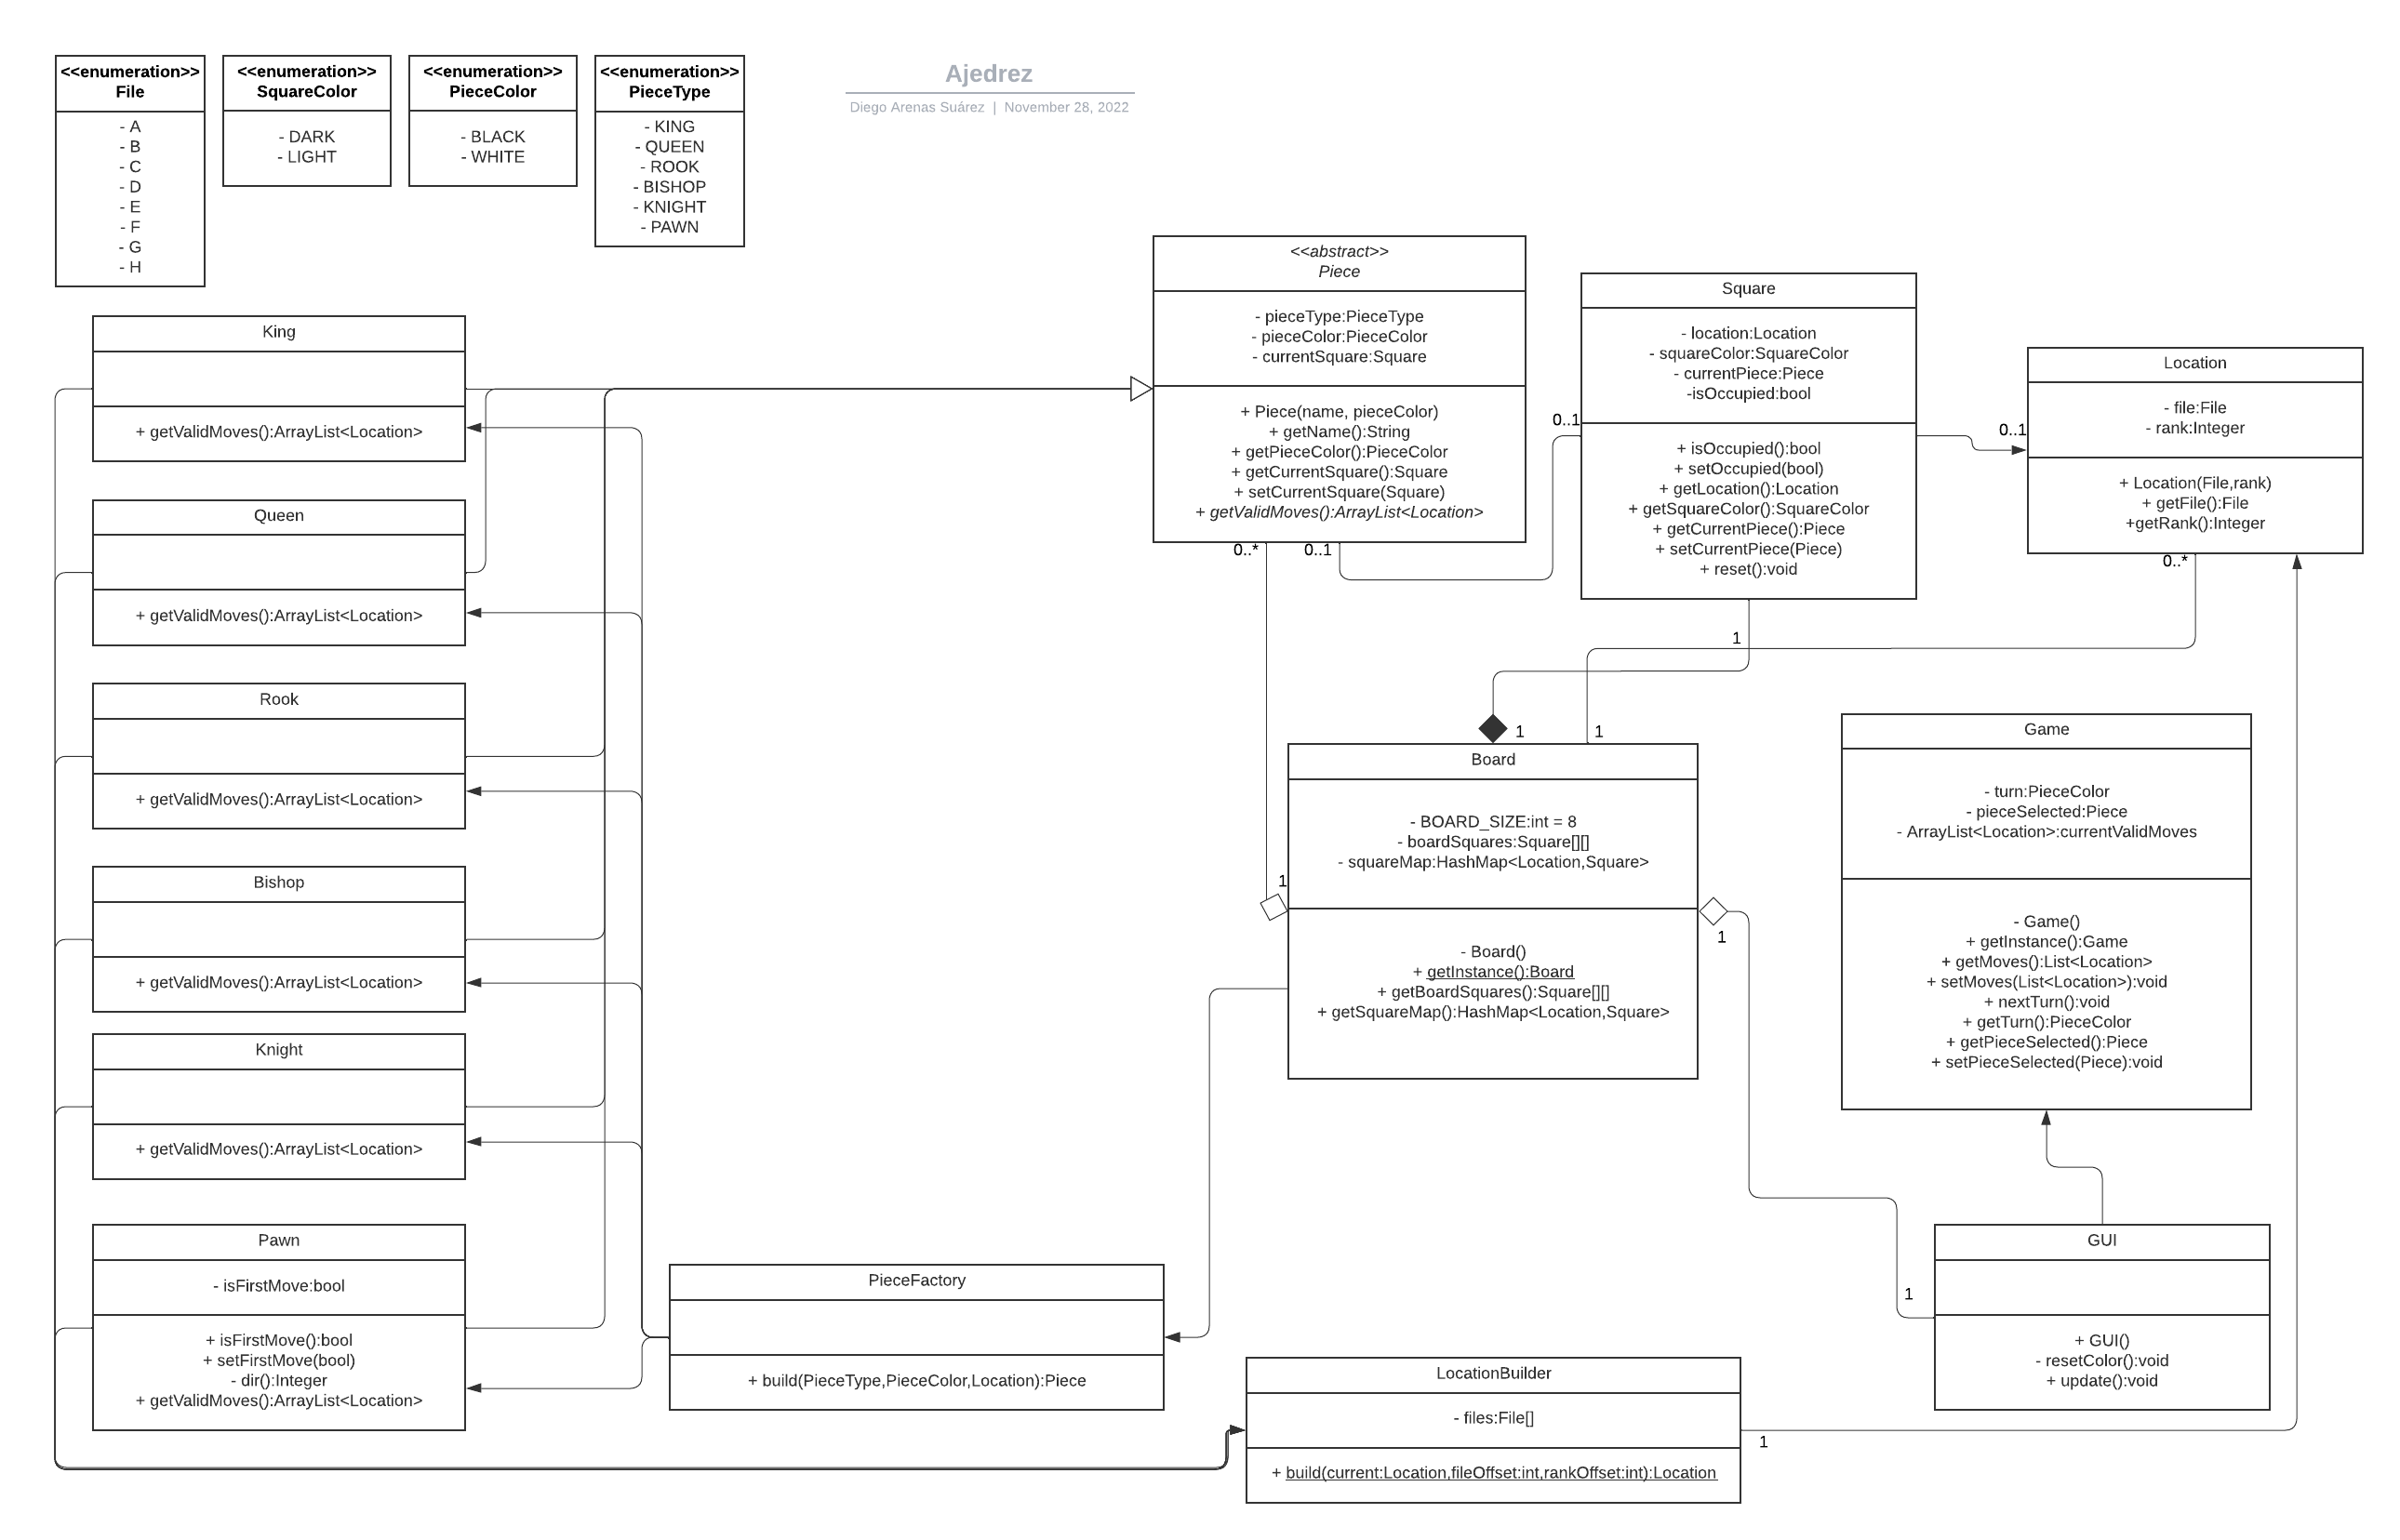 <<enumeration>>
File
- A
- B
- C
- D
- E
- F
- G
- H
<<enumeration>>
SquareColor
- DARK
- LIGHT
<<enumeration>>
PieceColor
- BLACK
- WHITE
<<enumeration>>
PieceType
- KING
- QUEEN
- ROOK
- BISHOP
- KNIGHT
- PAWN
Ajedrez
Diego Arenas Suárez | November 28, 2022
King
+ getValidMoves():ArrayList<Location>
Queen
+ getValidMoves():ArrayList<Location>
Rook
+ getValidMoves():ArrayList<Location>
Bishop
+ getValidMoves():ArrayList<Location>
Knight
+ getValidMoves():ArrayList<Location>
Pawn
- isFirstMove:bool
+ isFirstMove():bool
+ setFirstMove(bool)
- dir():Integer
+ getValidMoves():ArrayList<Location>
<<abstract>>
Piece
- pieceType:PieceType
- pieceColor:PieceColor
- currentSquare:Square
+ Piece(name, pieceColor)
+ getName():String
+ getPieceColor():PieceColor
+ getCurrentSquare():Square
+ setCurrentSquare(Square)
+ getValidMoves():ArrayList<Location>
0..*
0..1
0..1
Square
- location:Location
- squareColor:SquareColor
- currentPiece:Piece
-isOccupied:bool
+ isOccupied():bool
+ setOccupied(bool)
+ getLocation():Location
+ getSquareColor():SquareColor
+ getCurrentPiece():Piece
+ setCurrentPiece(Piece)
+ reset():void
0..1
Location
- file:File
- rank:Integer
+ Location(File,rank)
+ getFile():File
+getRank():Integer
0..*
1
1
1
Board
- BOARD_SIZE:int = 8
- boardSquares:Square[][]
- squareMap:HashMap<Location,Square>
1
- Board()
+ getInstance():Board
+ getBoardSquares():Square[][]
+ getSquareMap():HashMap<Location,Square>
1
Game
- turn:PieceColor
- pieceSelected:Piece
- ArrayList<Location>:currentValidMoves
- Game()
+ getInstance():Game
+ getMoves():List<Location>
+ setMoves(List<Location>):void
+ nextTurn():void
+ getTurn():PieceColor
+ getPieceSelected():Piece
+ setPieceSelected(Piece):void
PieceFactory
+ build(PieceType,PieceColor,Location):Piece
1
GUI
+ GUI()
- resetColor():void
+ update():void
LocationBuilder
- files:File[]
+ build(current:Location,fileOffset:int,rankOffset:int):Location
1